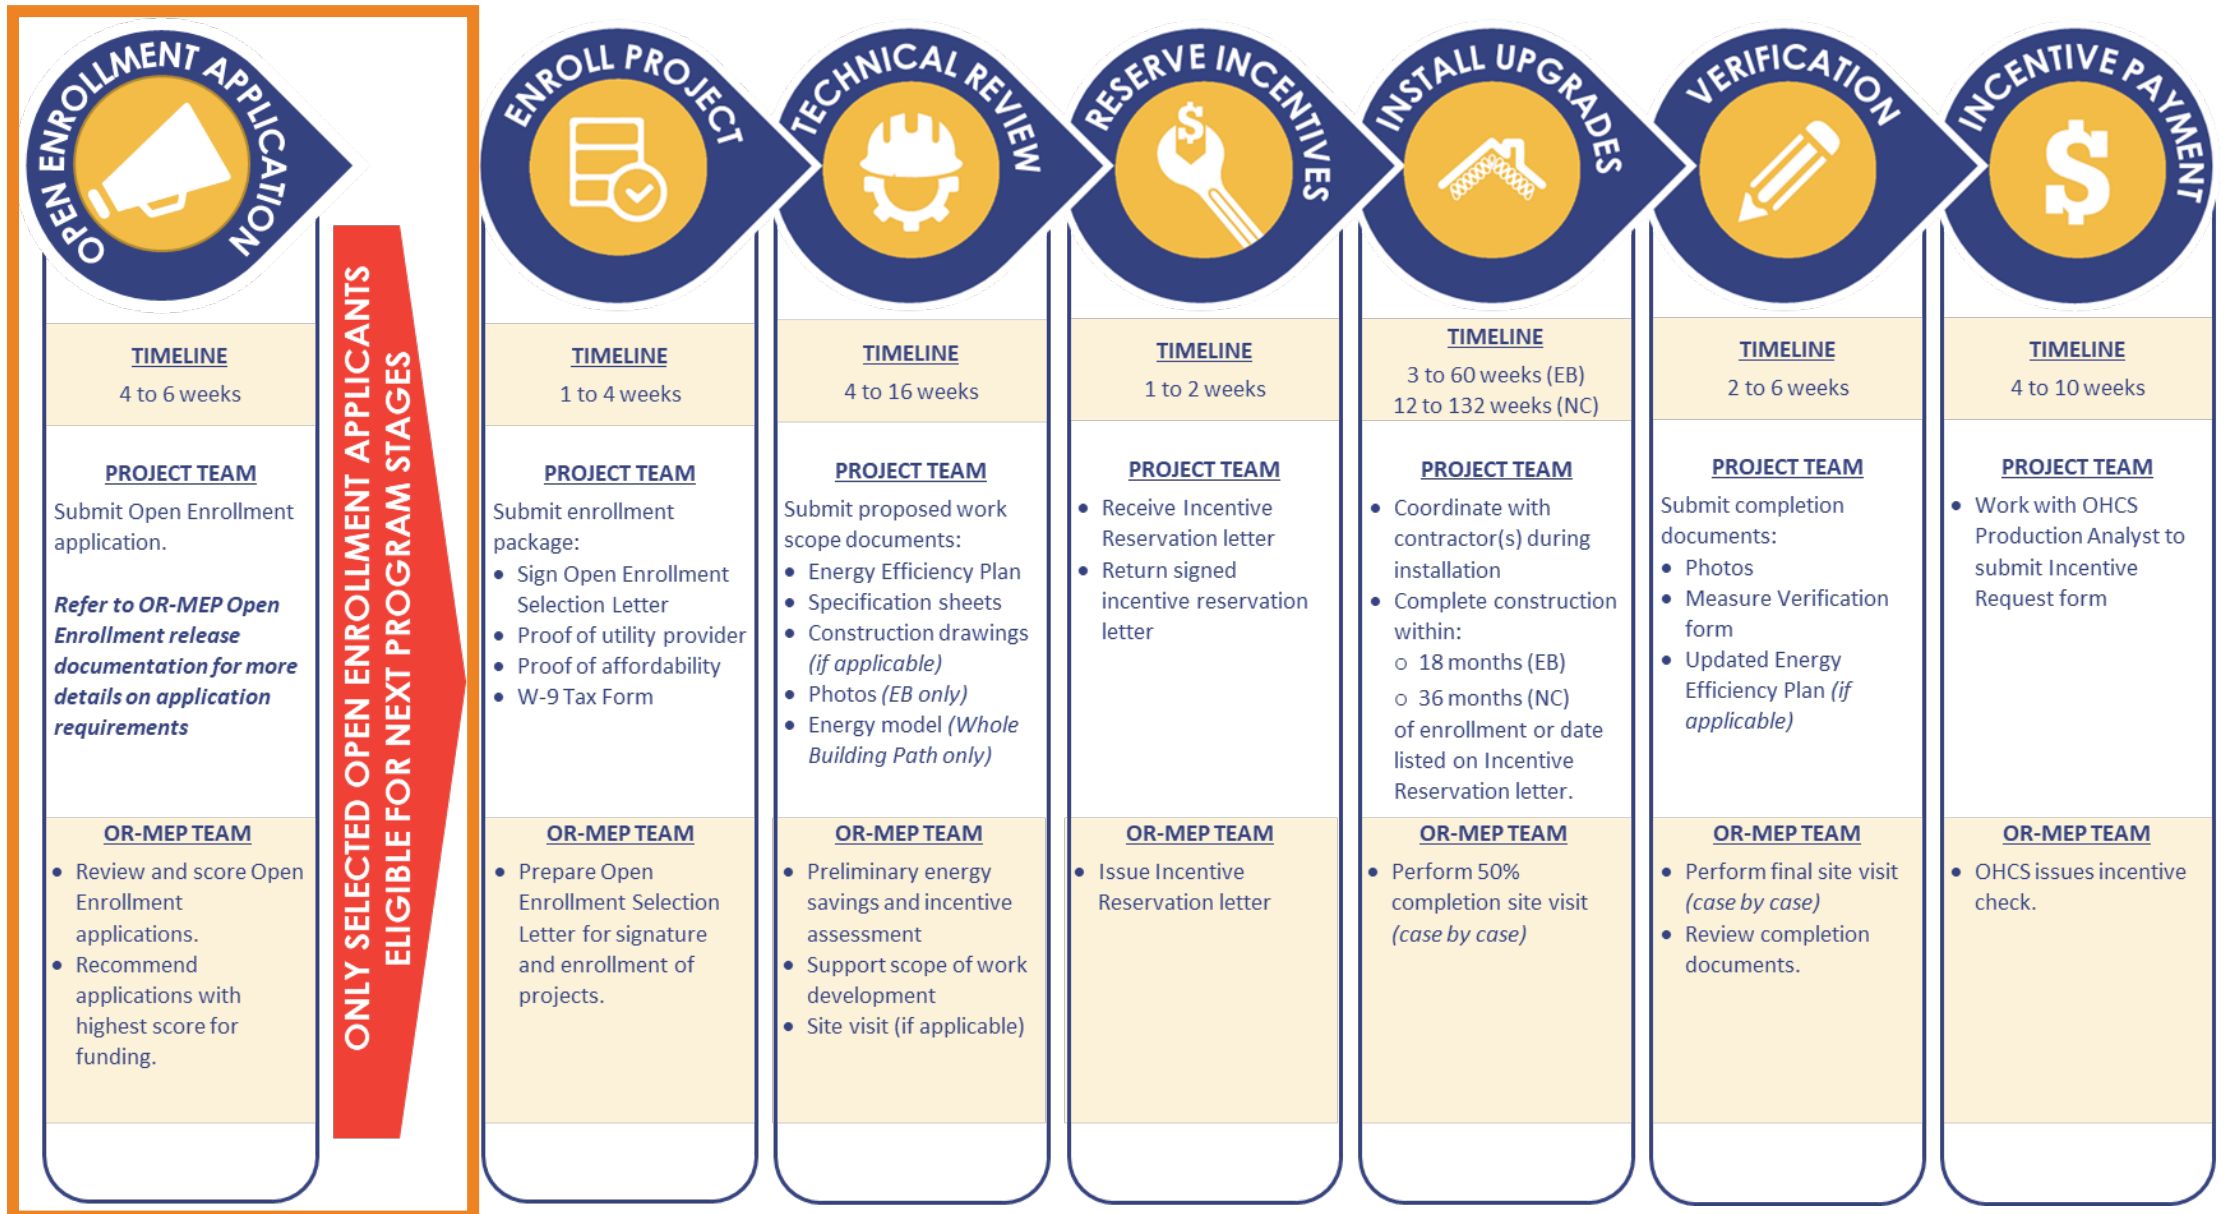 OPEN ENROLLMENT APPLICATION
TIMELINE
4 to 6 weeks
PROJECT TEAM
Submit Open Enrollment
application.
Refer to OR-MEP Open
Enrollment release
documentation for more
details on application
requirements
OR-MEP TEAM
• Review and score Open
Enrollment
applications.
• Recommend
applications with
highest score for
funding.
ONLY SELECTED OPEN ENROLLMENT APPLICANTS
ELIGIBLE FOR NEXT PROGRAM STAGES
ENROLL PROJECT
TIMELINE
1 to 4 weeks
PROJECT TEAM
Submit enrollment
package:
• Sign Open Enrollment
Selection Letter
• Proof of utility provider
• Proof of affordability
• W-9 Tax Form
OR-MEP TEAM
• Prepare Open
Enrollment Selection
Letter for signature
and enrollment of
projects.
TECHNICAL REVIEW
TIMELINE
4 to 16 weeks
PROJECT TEAM
Submit proposed work
scope documents:
• Energy Efficiency Plan
• Specification sheets
• Construction drawings
(if applicable)
• Photos (EB only)
• Energy model (Whole
Building Path only)
OR-MEP TEAM
• Preliminary energy
savings and incentive
assessment
• Support scope of work
development
• Site visit (if applicable)
RESERVE INCENTIVES
$
TIMELINE
1 to 2 weeks
PROJECT TEAM
• Receive Incentive
Reservation letter
• Return signed
incentive reservation
letter
OR-MEP TEAM
• Issue Incentive
Reservation letter
INSTALL UPGRADES
TIMELINE
3 to 60 weeks (EB)
12 to 132 weeks (NC)
PROJECT TEAM
• Coordinate with
contractor(s) during
installation
• Complete construction
within:
○ 18 months (EB)
○ 36 months (NC)
of enrollment or date
listed on Incentive
Reservation letter.
OR-MEP TEAM
• Perform 50%
completion site visit
(case by case)
VERIFICATION
TIMELINE
2 to 6 weeks
PROJECT TEAM
Submit completion
documents:
• Photos
• Measure Verification
form
• Updated Energy
Efficiency Plan (if
applicable)
OR-MEP TEAM
• Perform final site visit
(case by case)
• Review completion
documents.
INCENTIVE PAYMENT
$
TIMELINE
4 to 10 weeks
PROJECT TEAM
• Work with OHCS
Production Analyst to
submit Incentive
Request form
OR-MEP TEAM
• OHCS issues incentive
check.